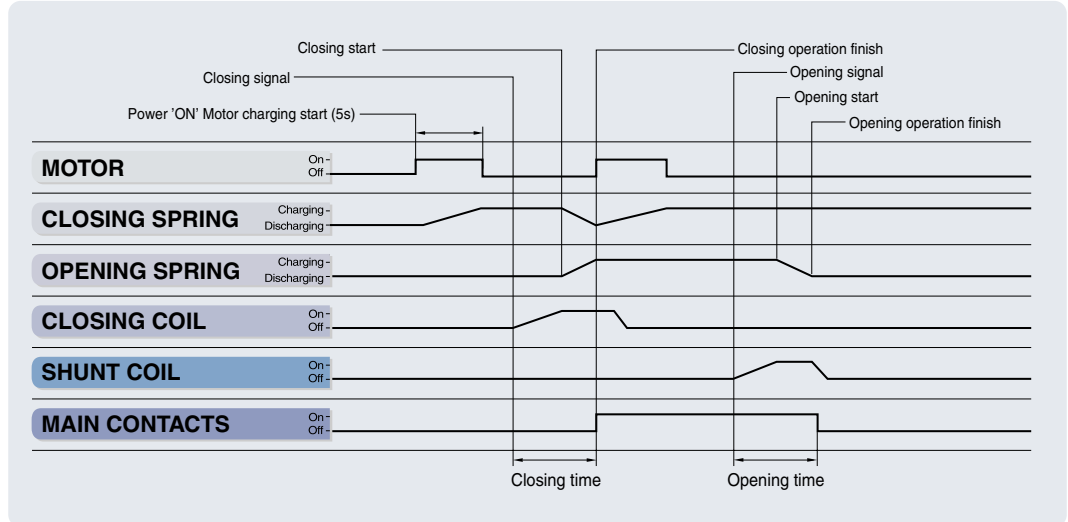 Closing start
Closing operation finish
Closing signal
Opening signal
Opening start
Power 'ON' Motor charging start (5s)
Opening operation finish
MOTOR
On
Off
CLOSING SPRING
Charging
Discharging
OPENING SPRING
Charging
Discharging
CLOSING COIL
On
Off
SHUNT COIL
On
Off
MAIN CONTACTS
On
Off
Closing time
Opening time